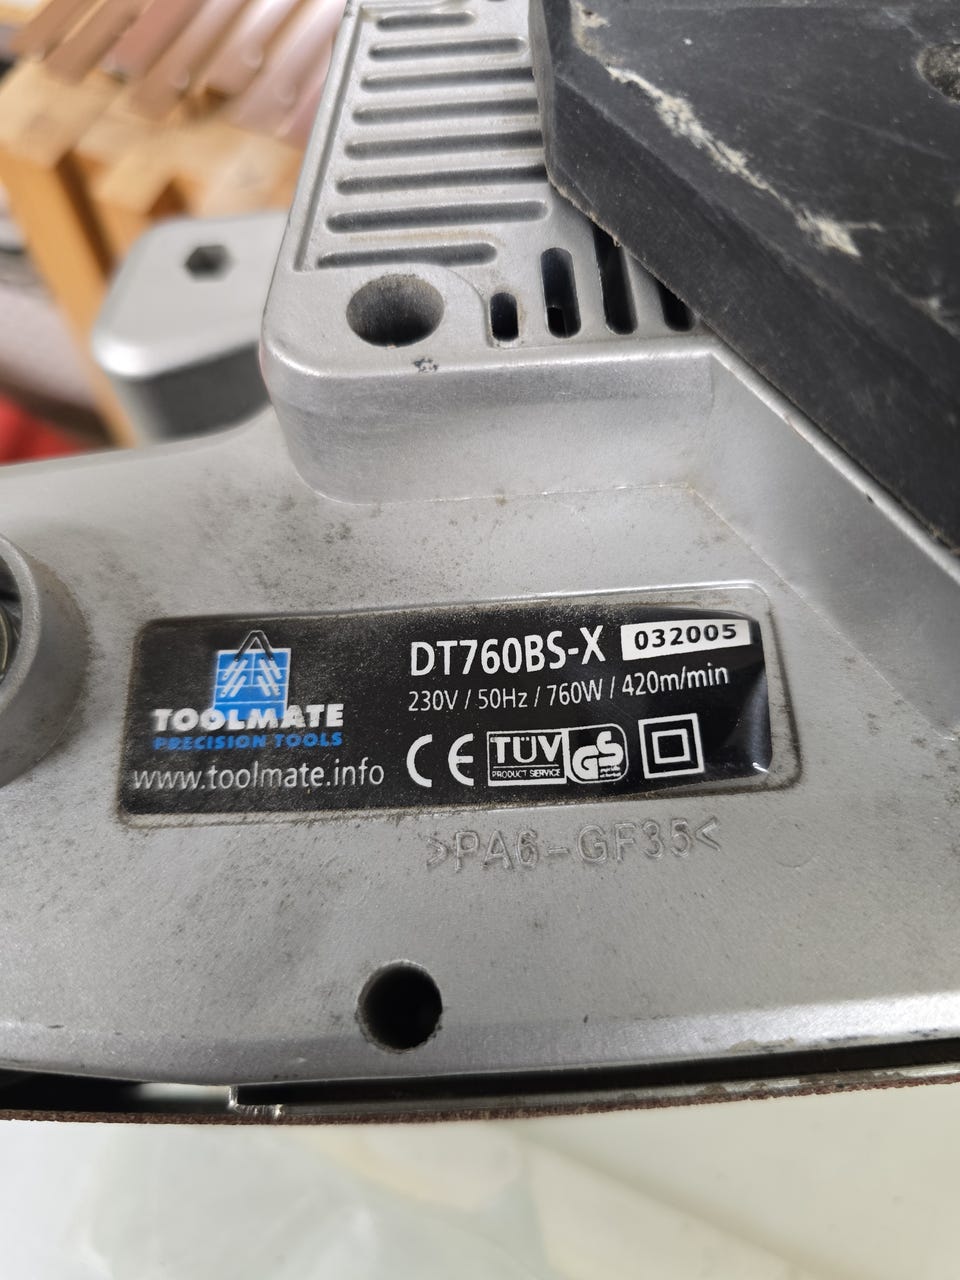 TOOLMATE
PRECISION TOOLS
www.toolmate.info
DT760BS-X 032005
230V / 50Hz / 760W / 420m/min
CE TÜV GS
PRODUCT SERVICE
>PA6-GF35<